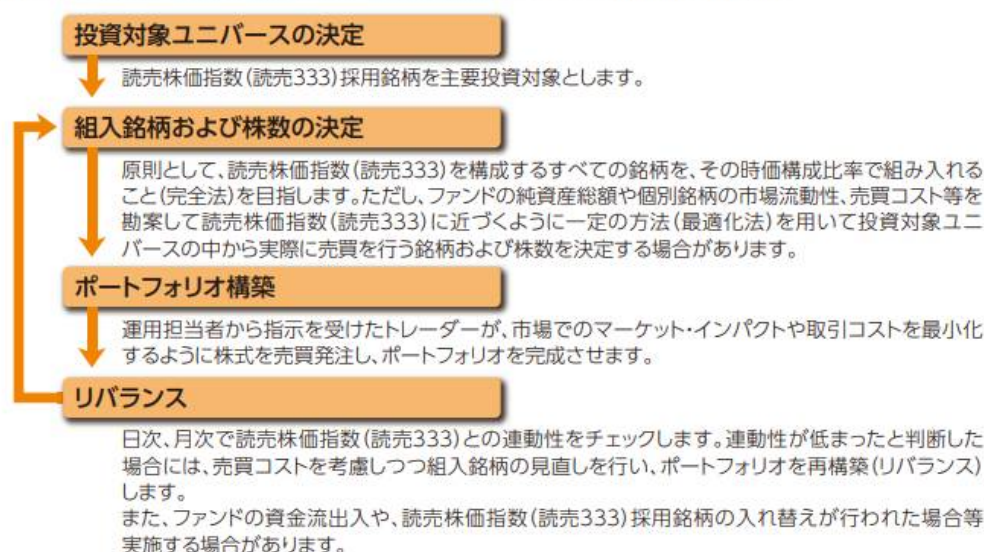 投資対象ユニバースの決定
読売株価指数(読売333)採用銘柄を主要投資対象とします。
組入銘柄および株数の決定
原則として、読売株価指数(読売333)を構成するすべての銘柄を、その時価構成比率で組み入れる
こと(完全法)を目指します。ただし、ファンドの純資産総額や個別銘柄の市場流動性、売買コスト等を
勘案して読売株価指数(読売333)に近づくように一定の方法(最適化法)を用いて投資対象ユニ
バースの中から実際に売買を行う銘柄および株数を決定する場合があります。
ポートフォリオ構築
運用担当者から指示を受けたトレーダーが、市場でのマーケット・インパクトや取引コストを最小化
するように株式を売買発注し、ポートフォリオを完成させます。
リバランス
日次、月次で読売株価指数(読売333)との連動性をチェックします。連動性が低まったと判断した
場合には、売買コストを考慮しつつ組入銘柄の見直しを行い、ポートフォリオを再構築(リバランス)
します。
また、ファンドの資金流出入や、読売株価指数(読売333)採用銘柄の入れ替えが行われた場合等
実施する場合があります。